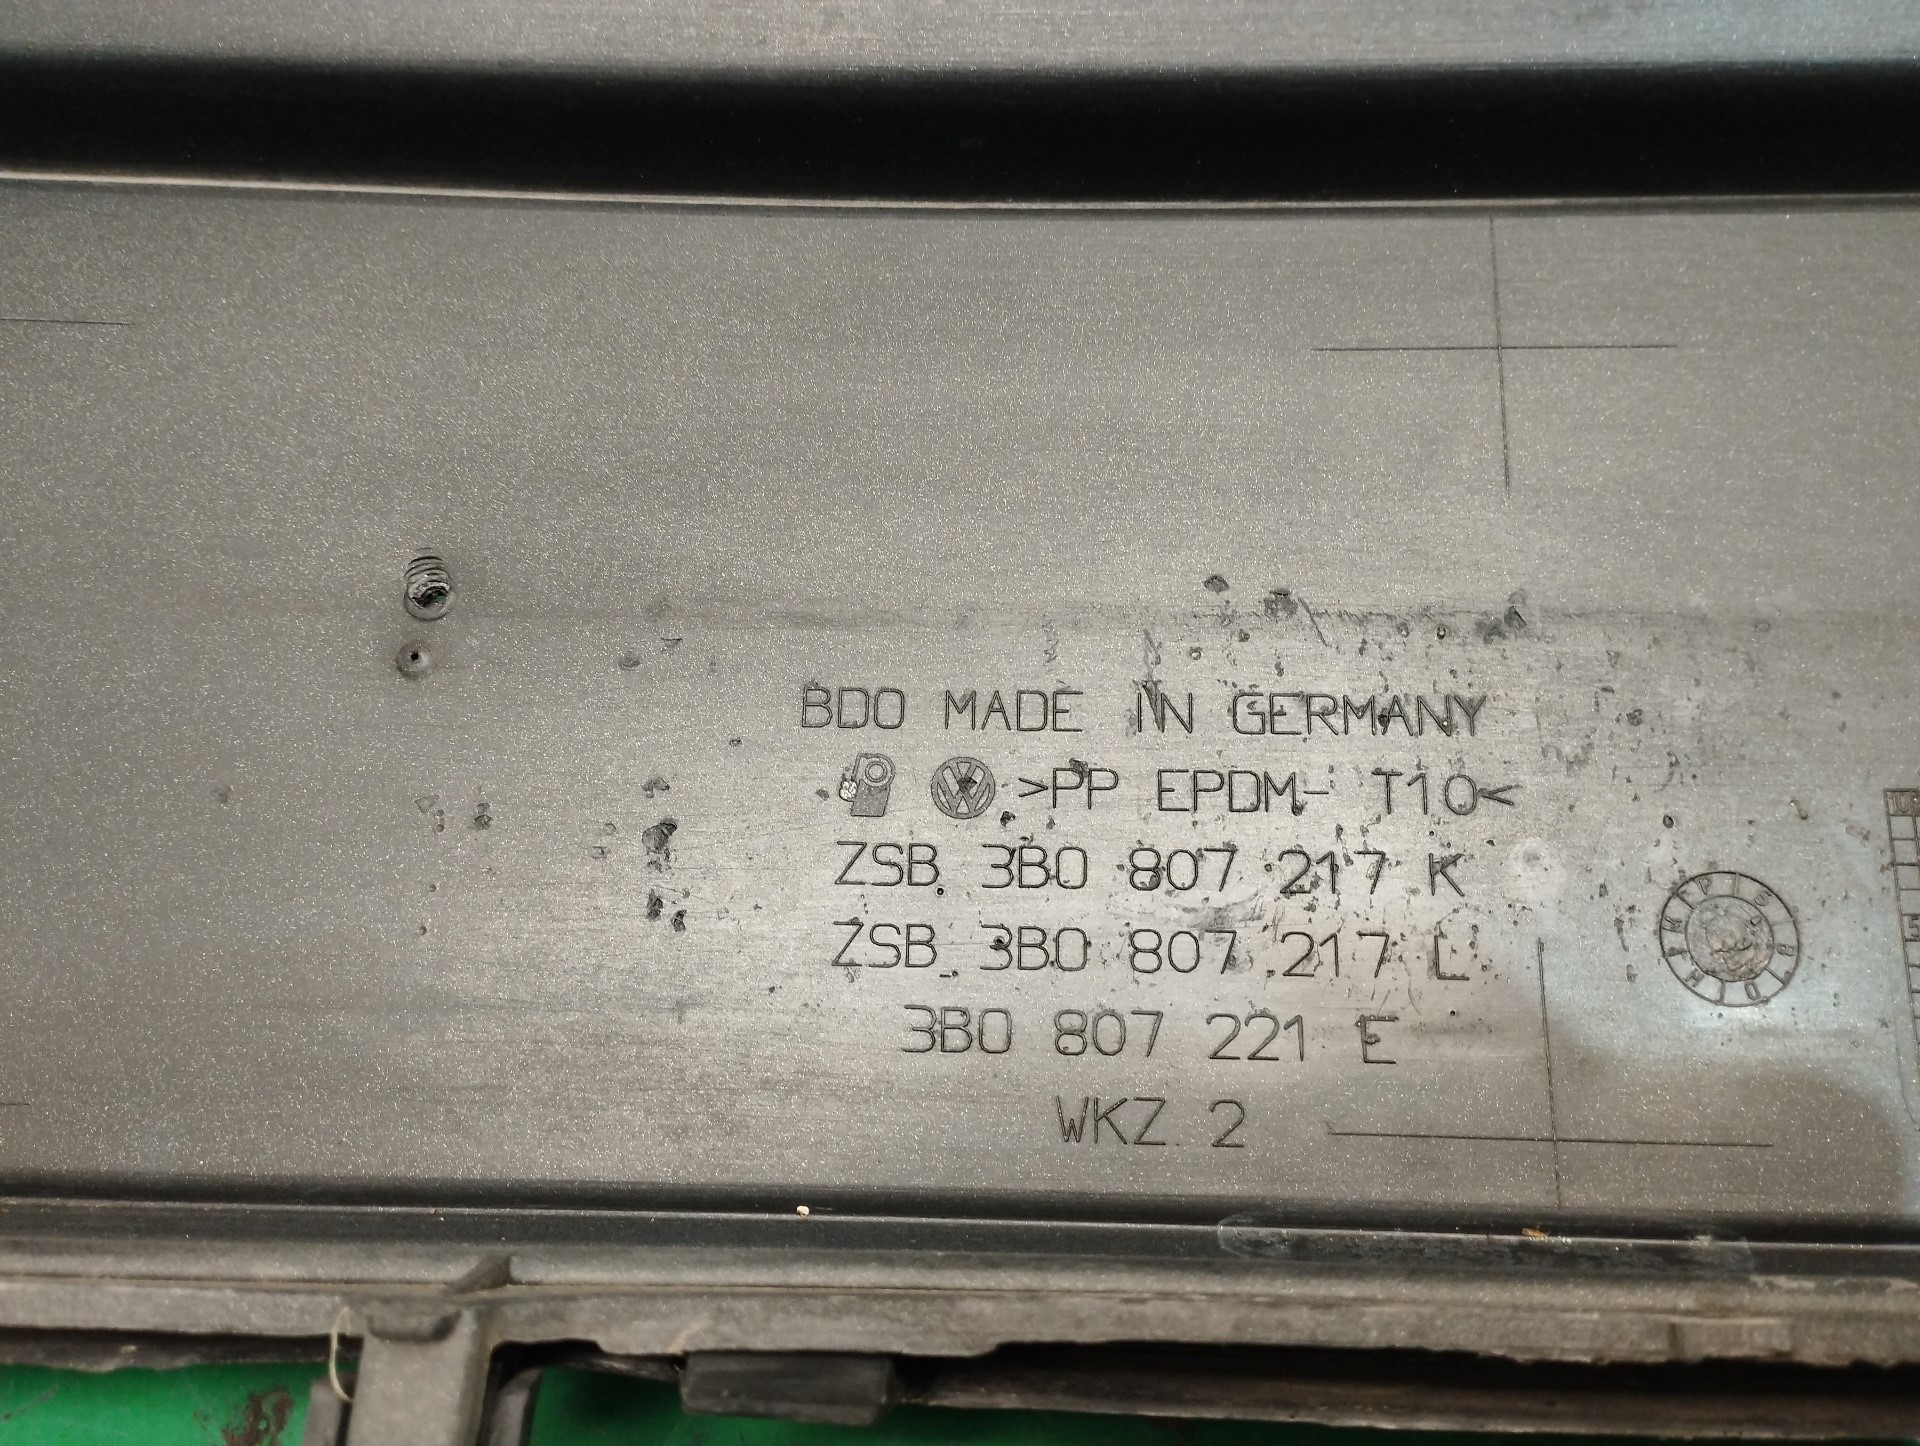 BDO MADE IN GERMANY
>PP EPDM- T10<
ZSB 3B0 807 217 K
ZSB 3B0 807 217 L
3B0 807 221 E
WKZ. 2